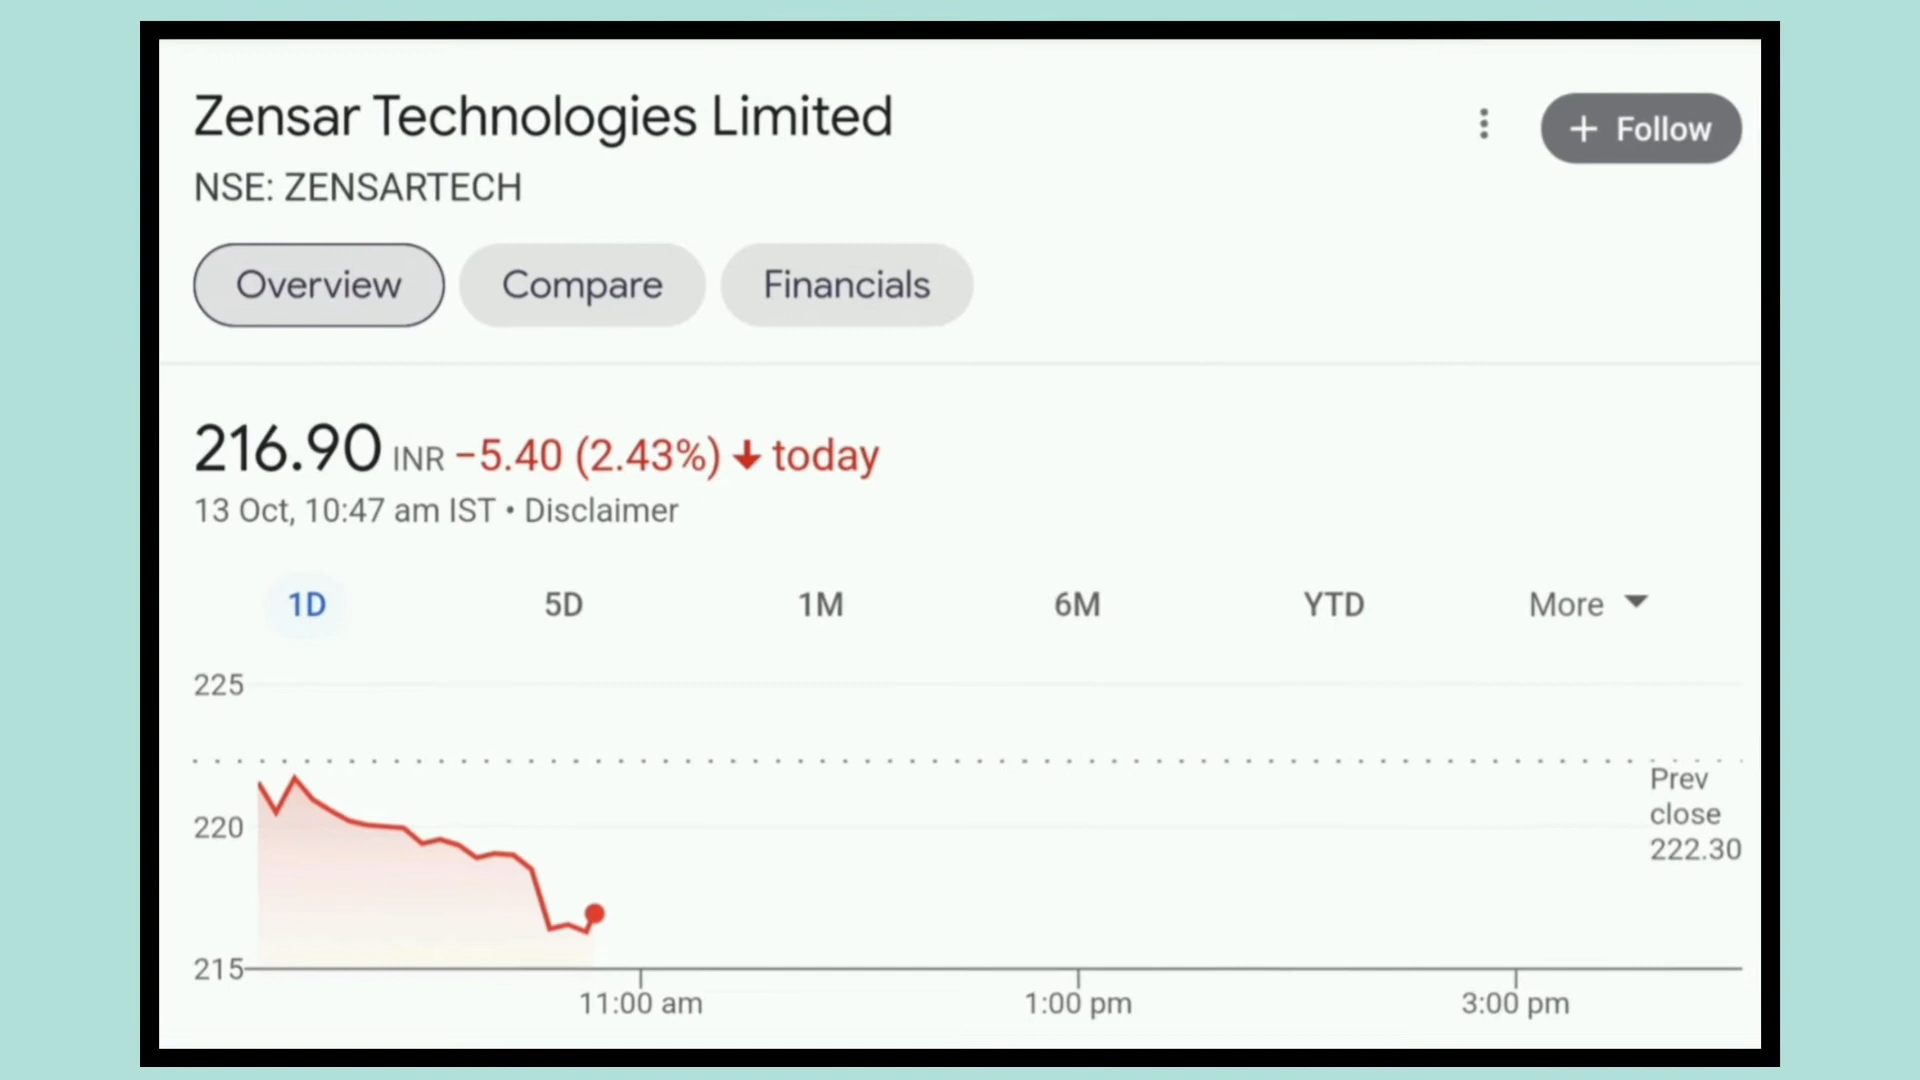 Zensar Technologies Limited
+ Follow
NSE: ZENSARTECH
Overview Compare Financials
216.90 INR −5.40 (2.43%) ↓ today
13 Oct, 10:47 am IST • Disclaimer
1D 5D 1M 6M YTD More
225
220
215
Prev
close
222.30
11:00 am 1:00 pm 3:00 pm